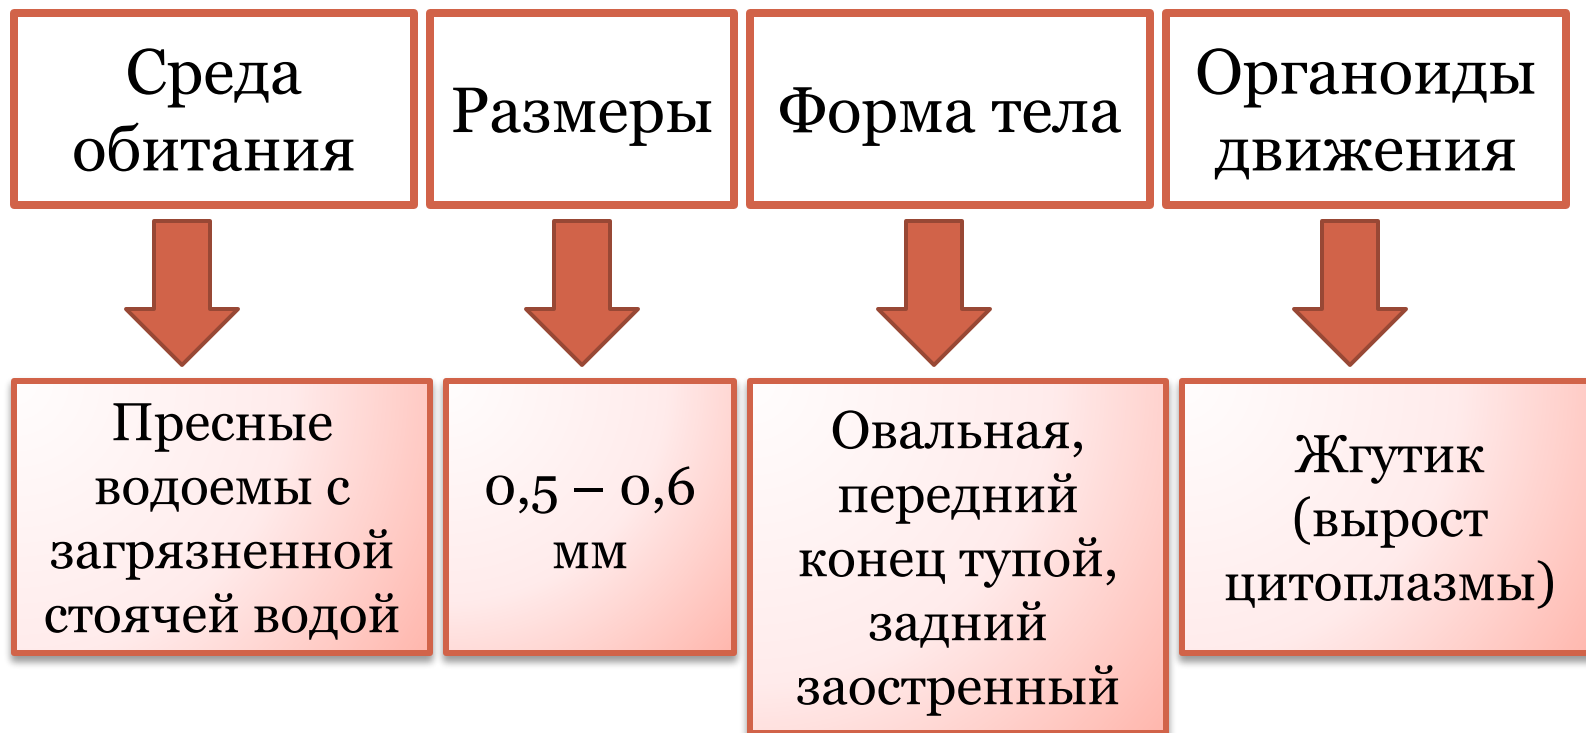 Среда
обитания
Размеры
Форма тела
Органоиды
движения
Пресные
водоемы с
загрязненной
стоячей водой
0,5 – 0,6
мм
Овальная,
передний
конец тупой,
задний
заостренный
Жгутик
(вырост
цитоплазмы)